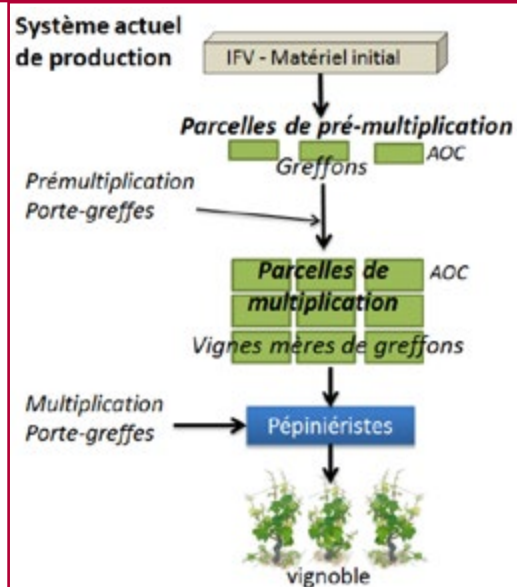 Système actuel
de production
IFV - Matériel initial
Parcelles de pré-multiplication
AOC
Greffons
Prémultiplication
Porte-greffes
Parcelles de
multiplication
AOC
Vignes mères de greffons
Multiplication
Porte-greffes
Pépiniéristes
vignoble